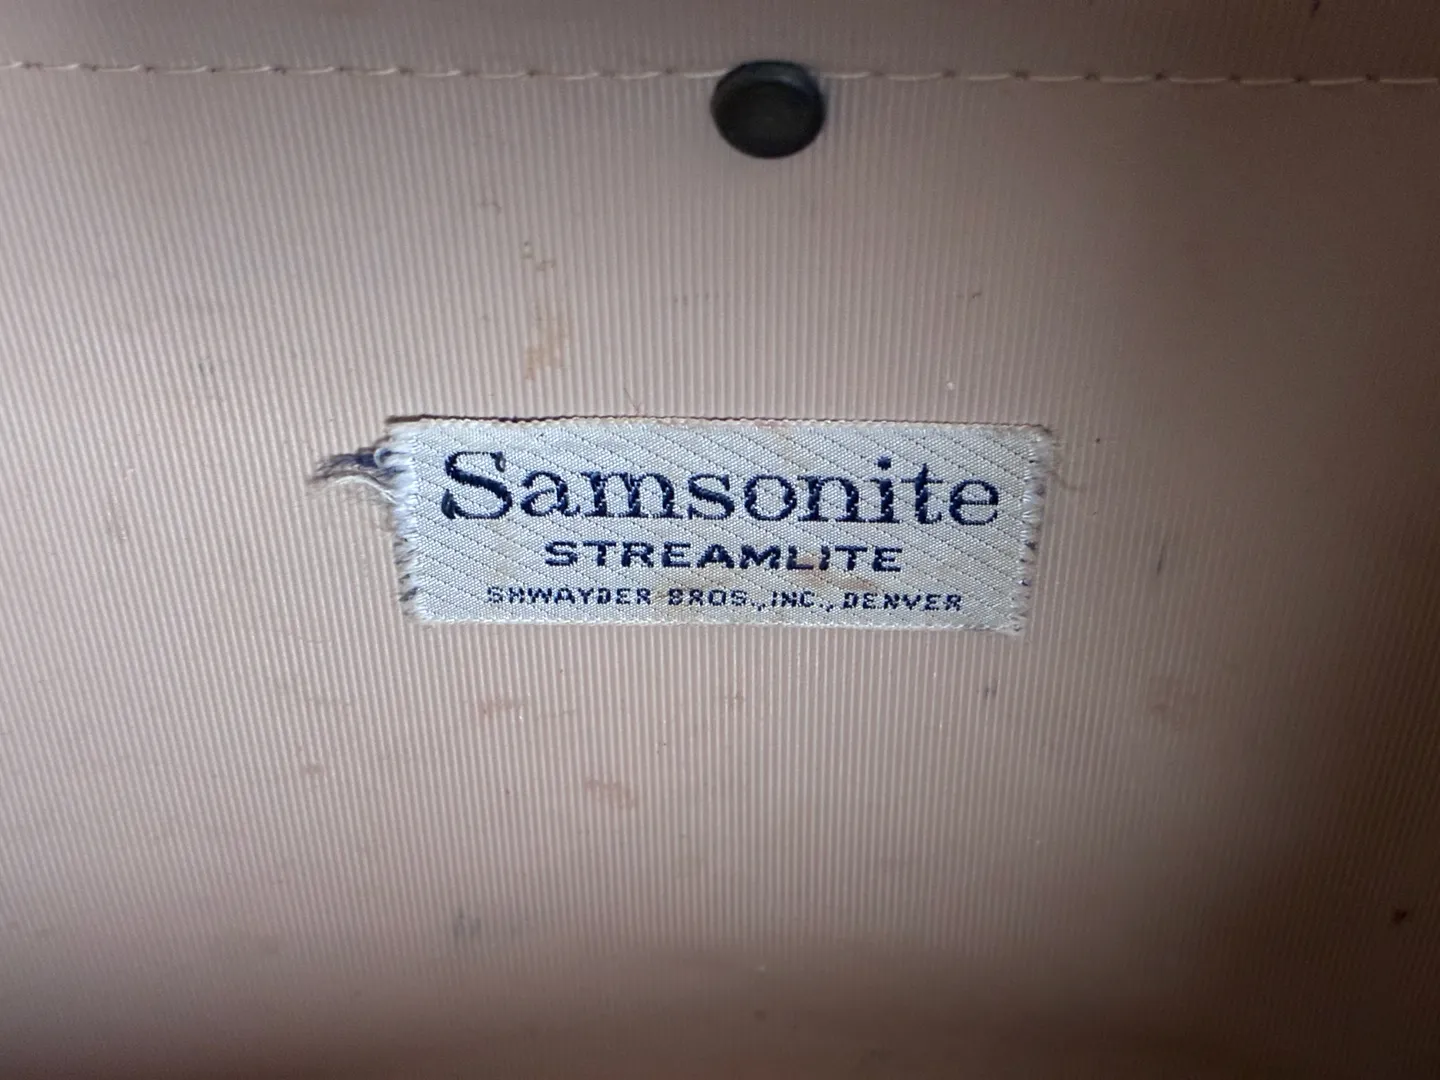 Samsonite
STREAMLITE
SHWAYDER BROS., INC., DENVER